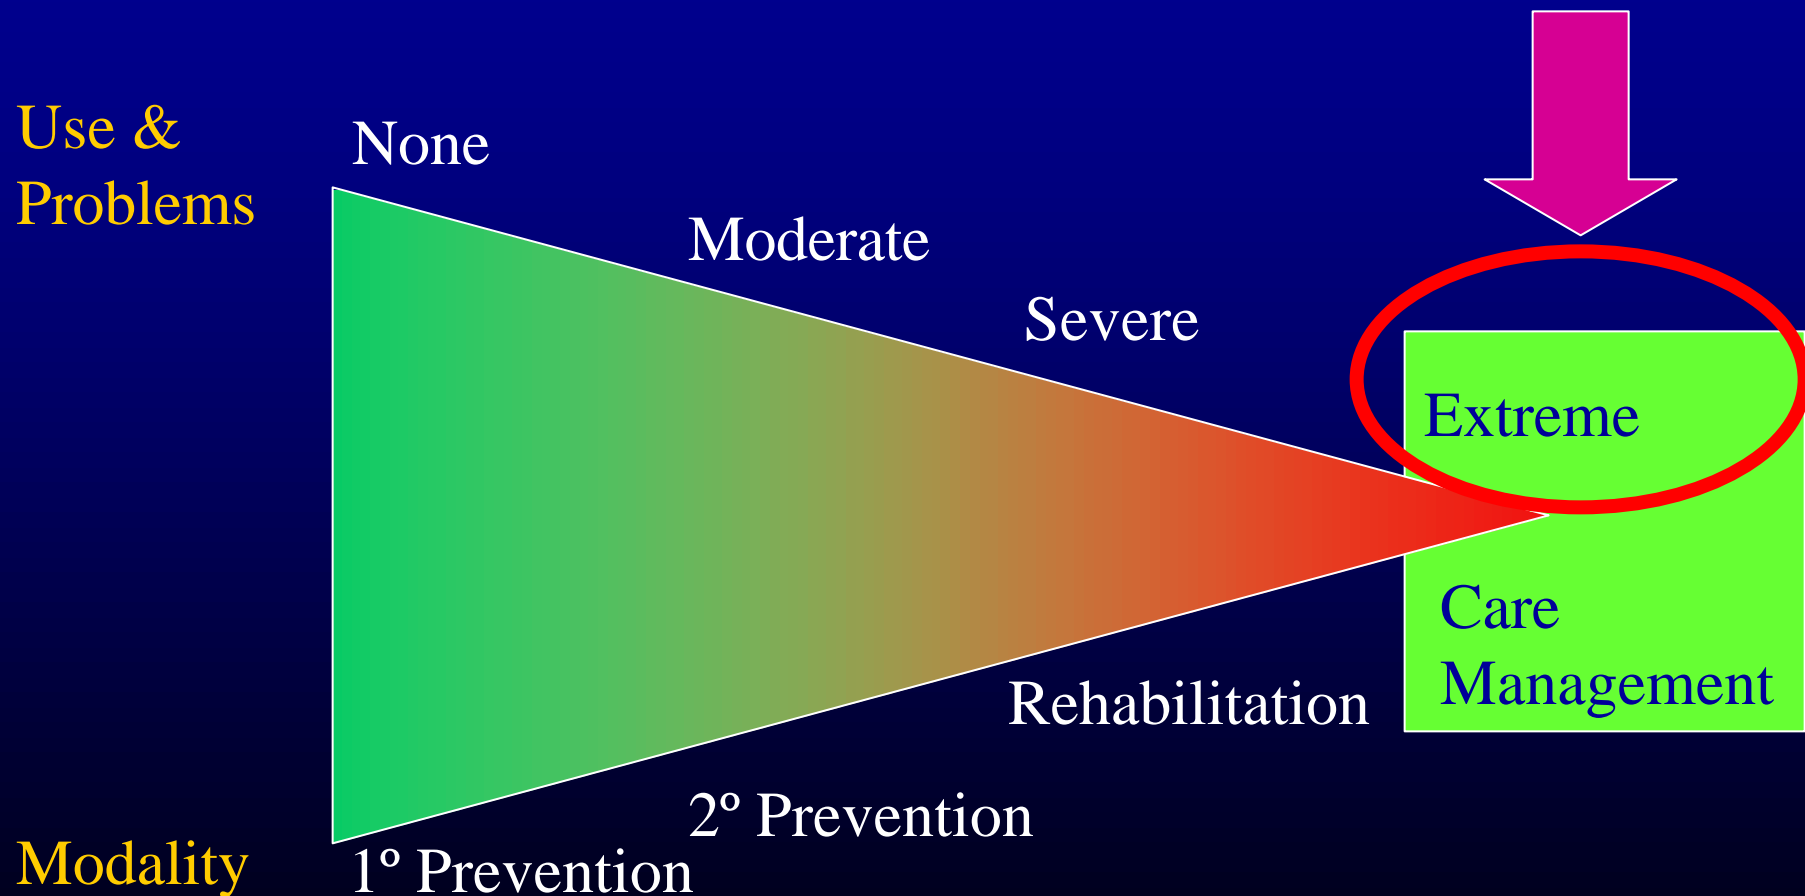 Use &
Problems
None
Moderate
Severe
Extreme
Care
Management
Rehabilitation
2º Prevention
1º Prevention
Modality